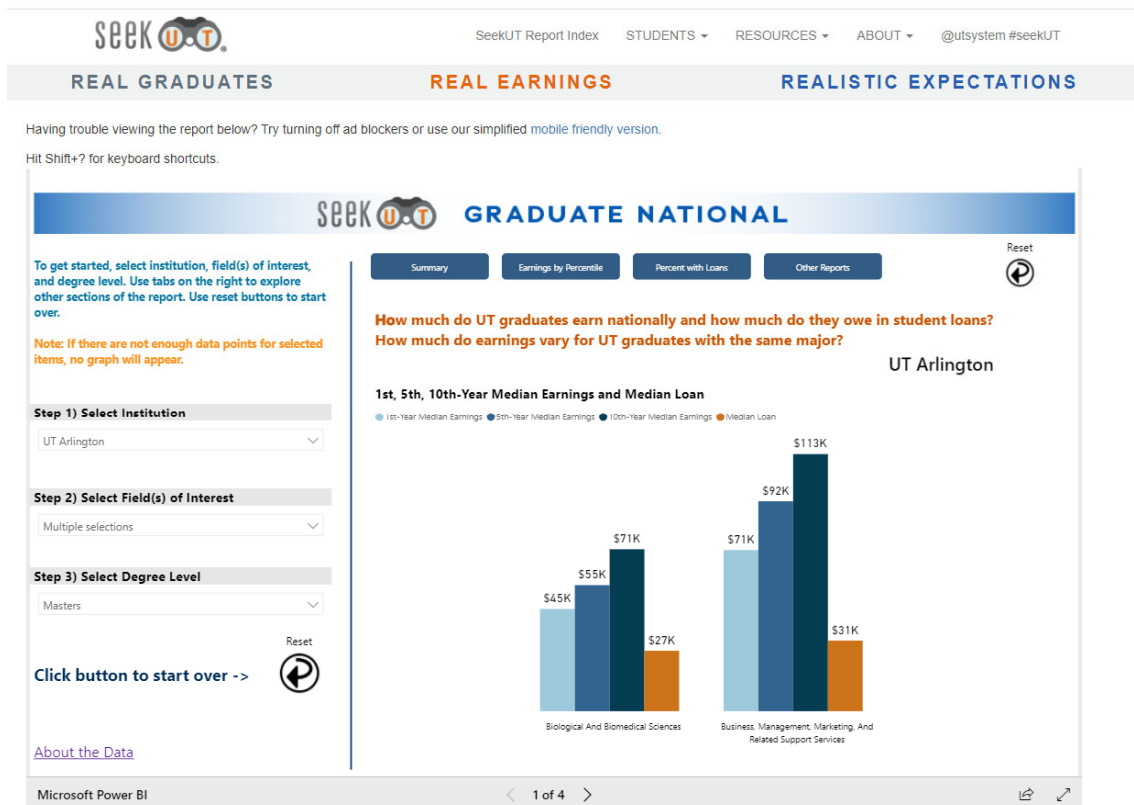 seek U.T.
SeekUT Report Index STUDENTS RESOURCES ABOUT @utsystem #seekUT
REAL GRADUATES REAL EARNINGS REALISTIC EXPECTATIONS
Having trouble viewing the report below? Try turning off ad blockers or use our simplified mobile friendly version.
Hit Shift+? for keyboard shortcuts.
seek U.T GRADUATE NATIONAL
To get started, select institution, field(s) of interest,
and degree level. Use tabs on the right to explore
other sections of the report. Use reset buttons to start
over.
Note: If there are not enough data points for selected
items, no graph will appear.
Step 1) Select Institution
UT Arlington
Step 2) Select Field(s) of Interest
Multiple selections
Step 3) Select Degree Level
Masters
Reset
Click button to start over ->
About the Data
Summary Earnings by Percentile Percent with Loans Other Reports
Reset
How much do UT graduates earn nationally and how much do they owe in student loans?
How much do earnings vary for UT graduates with the same major?
UT Arlington
1st, 5th, 10th-Year Median Earnings and Median Loan
1st-Year Median Earnings 5th-Year Median Earnings 10th-Year Median Earnings Median Loan
$45K
$55K
$71K
$27K
$71K
$92K
$113K
$31K
Biological And Biomedical Sciences
Business, Management, Marketing, And
Related Support Services
Microsoft Power BI
1 of 4